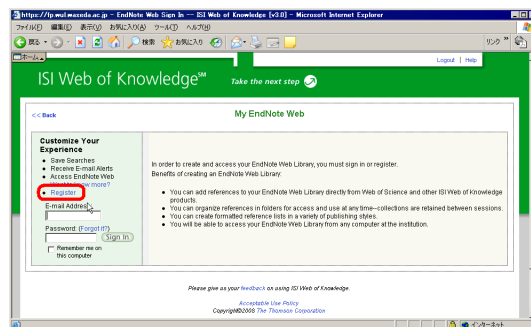 https://fp.wul.waseda.ac.jp - EndNote Web Sign In -- ISI Web of Knowledge [v3.0] - Microsoft Internet Explorer
ファイル(F) 編集(E) 表示(V) お気に入り(A) ツール(T) ヘルプ(H)
戻る 検索 お気に入り リンク
ホーム
Logout | Help
ISI Web of Knowledge℠ Take the next step
<< Back
My EndNote Web
Customize Your
Experience
• Save Searches
• Receive E-mail Alerts
• Access EndNote Web
more?
• Register
E-mail Address
Password: (Forgot it?)
Sign In
Remember me on
this computer
In order to create and access your EndNote Web Library, you must sign in or register.
Benefits of creating an EndNote Web Library:
• You can add references to your EndNote Web Library directly from Web of Science and other ISI Web of Knowledge
products.
• You can organize references in folders for access and use at any time--collections are retained between sessions.
• You can create formatted reference lists in a variety of publishing styles.
• You will be able to access your EndNote Web Library from any computer at the institution.
Please give us your feedback on using ISI Web of Knowledge.
Acceptable Use Policy
Copyright©2008 The Thomson Corporation
インターネット